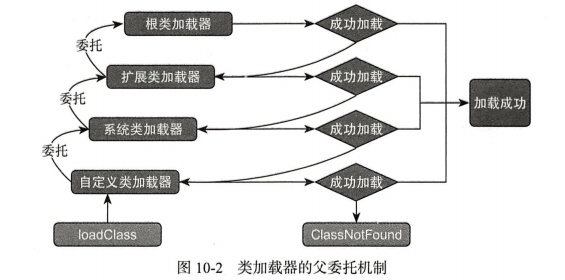 根类加载器 成功加载
委托
扩展类加载器 成功加载
委托 加载成功
系统类加载器 成功加载
委托
自定义类加载器 成功加载
loadClass ClassNotFound
图 10-2 类加载器的父委托机制